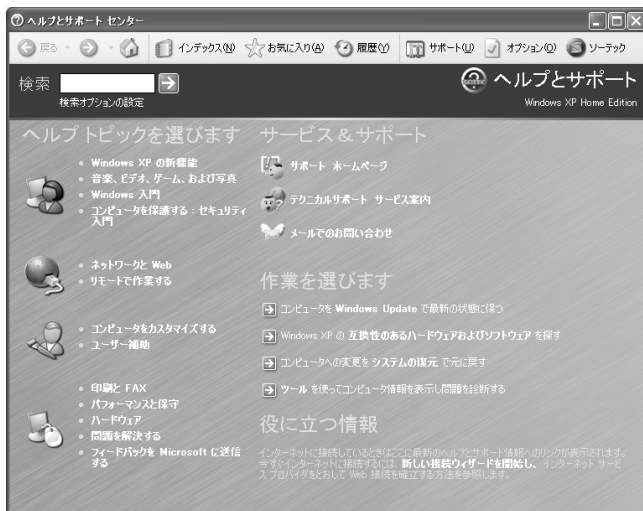 ヘルプとサポート センター
戻る
インデックス(N)
お気に入り(A)
履歴(Y)
サポート(U)
オプション(O)
ソーテック
検索
検索オプションの設定
SOTEC
ヘルプとサポート
Windows XP Home Edition
ヘルプ トピックを選びます
Windows XP の新機能
音楽、ビデオ、ゲーム、および写真
Windows 入門
コンピュータを保護する : セキュリティ
入門
ネットワークと Web
リモートで作業する
コンピュータをカスタマイズする
ユーザー補助
印刷と FAX
パフォーマンスと保守
ハードウェア
問題を解決する
フィードバックを Microsoft に送信
する
サービス & サポート
サポート ホームページ
テクニカルサポート サービス案内
メールでのお問い合わせ
作業を選びます
コンピュータを Windows Update で最新の状態に保つ
Windows XP の 互換性のあるハードウェアおよびソフトウェア を探す
コンピュータへの変更を システムの復元 で元に戻す
ツール を使ってコンピュータ情報を表示し問題を診断する
役に立つ情報
インターネットに接続しているときはここに最新のヘルプとサポート情報へのリンクが表示されます。
今すぐインターネットに接続するには、新しい接続ウィザードを開始し、インターネット サービ
ス プロバイダをとおして Web 接続を確立する方法を参照します。